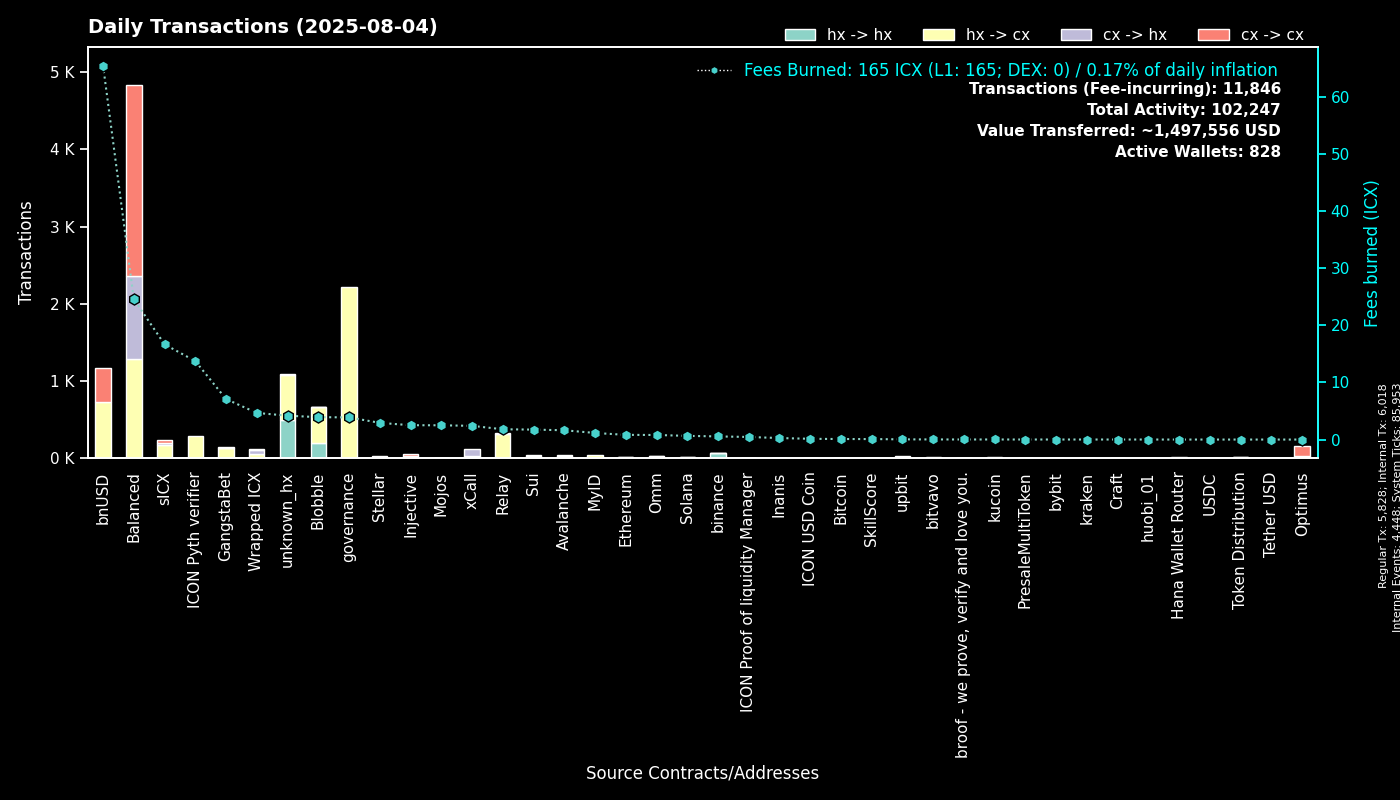 Daily Transactions (2025-08-04)
hx -> hx
hx -> cx
cx -> hx
cx -> cx
Fees Burned: 165 ICX (L1: 165; DEX: 0) / 0.17% of daily inflation
Transactions (Fee-incurring): 11,846
Total Activity: 102,247
Value Transferred: ~1,497,556 USD
Active Wallets: 828
Transactions
5 K
4 K
3 K
2 K
1 K
0 K
60
50
40
30
20
10
0
Fees burned (ICX)
Regular Tx: 5,828; Internal Tx: 6,018
Internal Events: 4,448; System Ticks: 85,953
bnUSD
Balanced
sICX
ICON Pyth verifier
GangstaBet
Wrapped ICX
unknown_hx
Blobble
governance
Stellar
Injective
Mojos
xCall
Relay
Sui
Avalanche
MyID
Ethereum
Omm
Solana
binance
ICON Proof of liquidity Manager
Inanis
ICON USD Coin
Bitcoin
SkillScore
upbit
bitvavo
broof - we prove, verify and love you.
kucoin
PresaleMultiToken
bybit
kraken
Craft
huobi_01
Hana Wallet Router
USDC
Token Distribution
Tether USD
Optimus
Source Contracts/Addresses